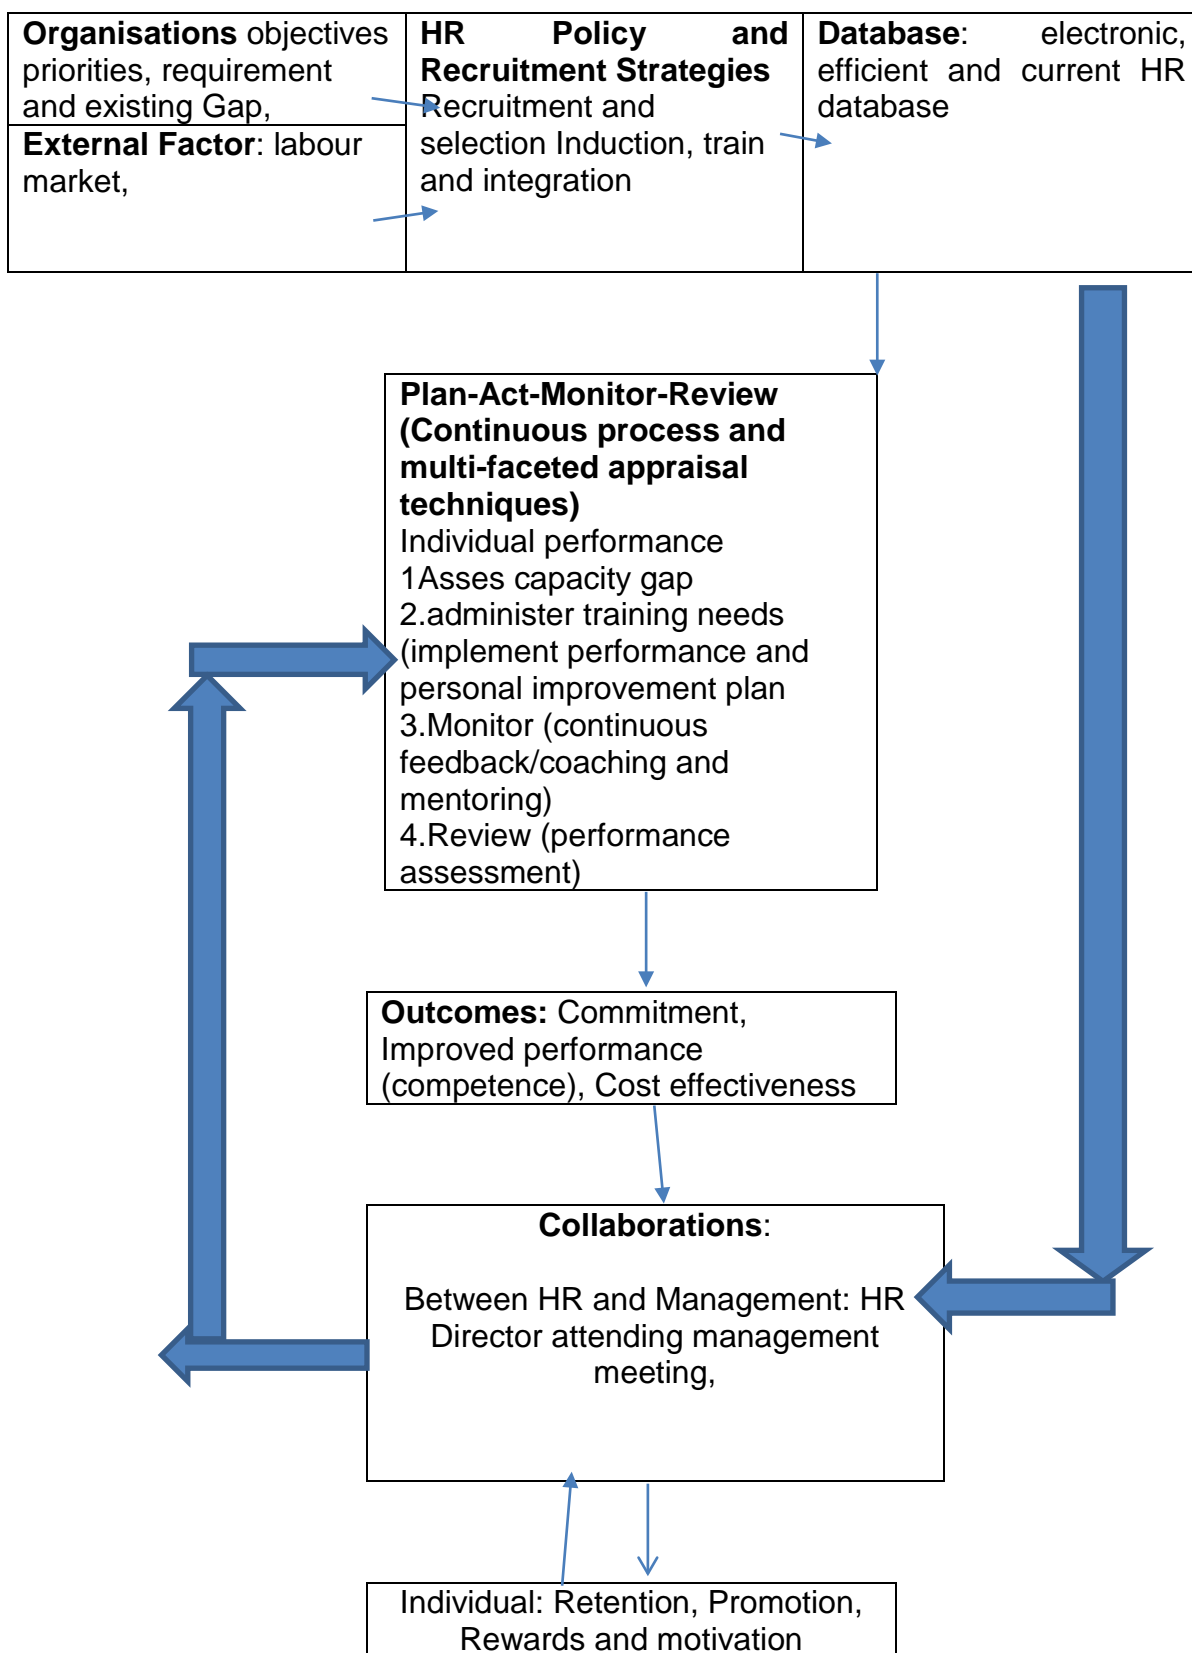 Organisations objectives
priorities, requirement
and existing Gap,
External Factor: labour
market,
HR Policy and
Recruitment Strategies
Recruitment and
selection Induction, train
and integration
Database: electronic,
efficient and current HR
database
Plan-Act-Monitor-Review
(Continuous process and
multi-faceted appraisal
techniques)
Individual performance
1Asses capacity gap
2.administer training needs
(implement performance and
personal improvement plan
3.Monitor (continuous
feedback/coaching and
mentoring)
4.Review (performance
assessment)
Outcomes: Commitment,
Improved performance
(competence), Cost effectiveness
Collaborations:
Between HR and Management: HR
Director attending management
meeting,
Individual: Retention, Promotion,
Rewards and motivation